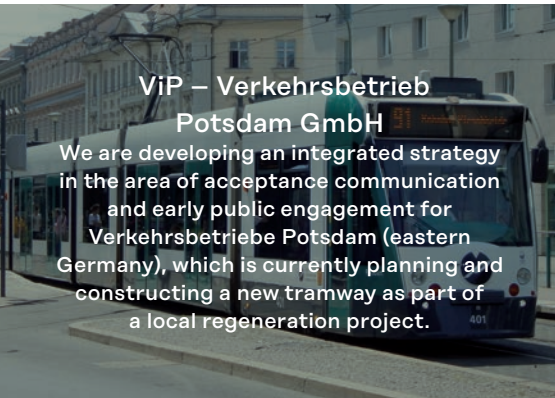 ViP – Verkehrsbetrieb
Potsdam GmbH
We are developing an integrated strategy
in the area of acceptance communication
and early public engagement for
Verkehrsbetriebe Potsdam (eastern
Germany), which is currently planning and
constructing a new tramway as part of
a local regeneration project.
91
401